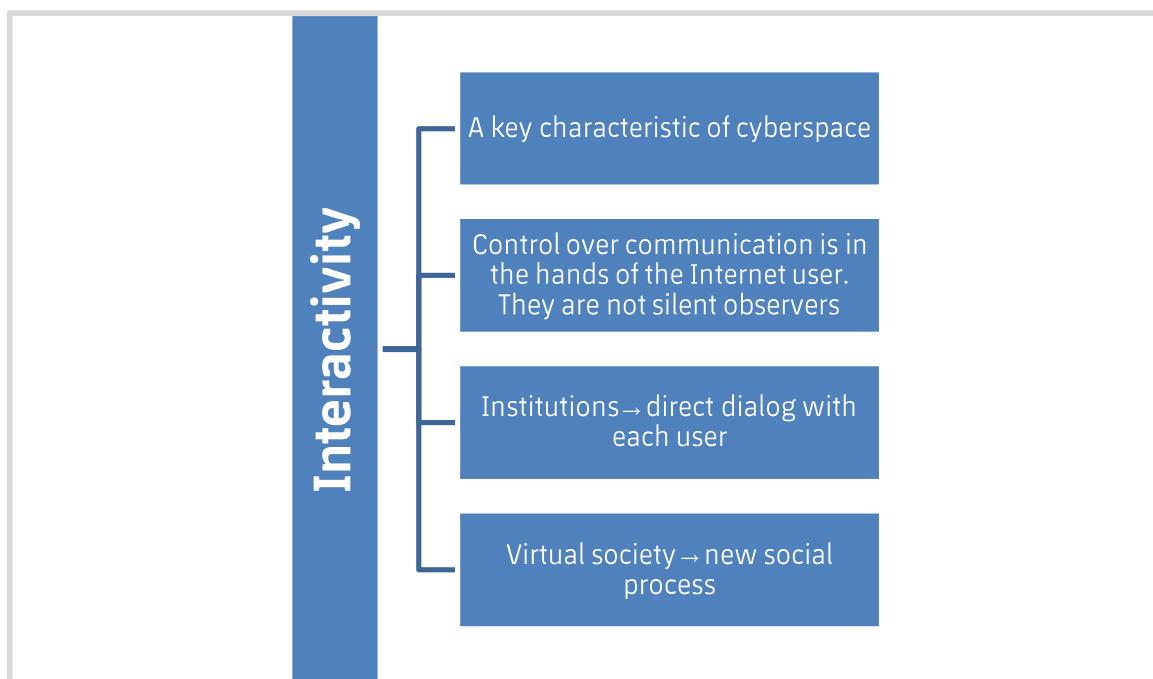 Interactivity
A key characteristic of cyberspace
Control over communication is in
the hands of the Internet user.
They are not silent observers
Institutions→direct dialog with
each user
Virtual society→new social
process